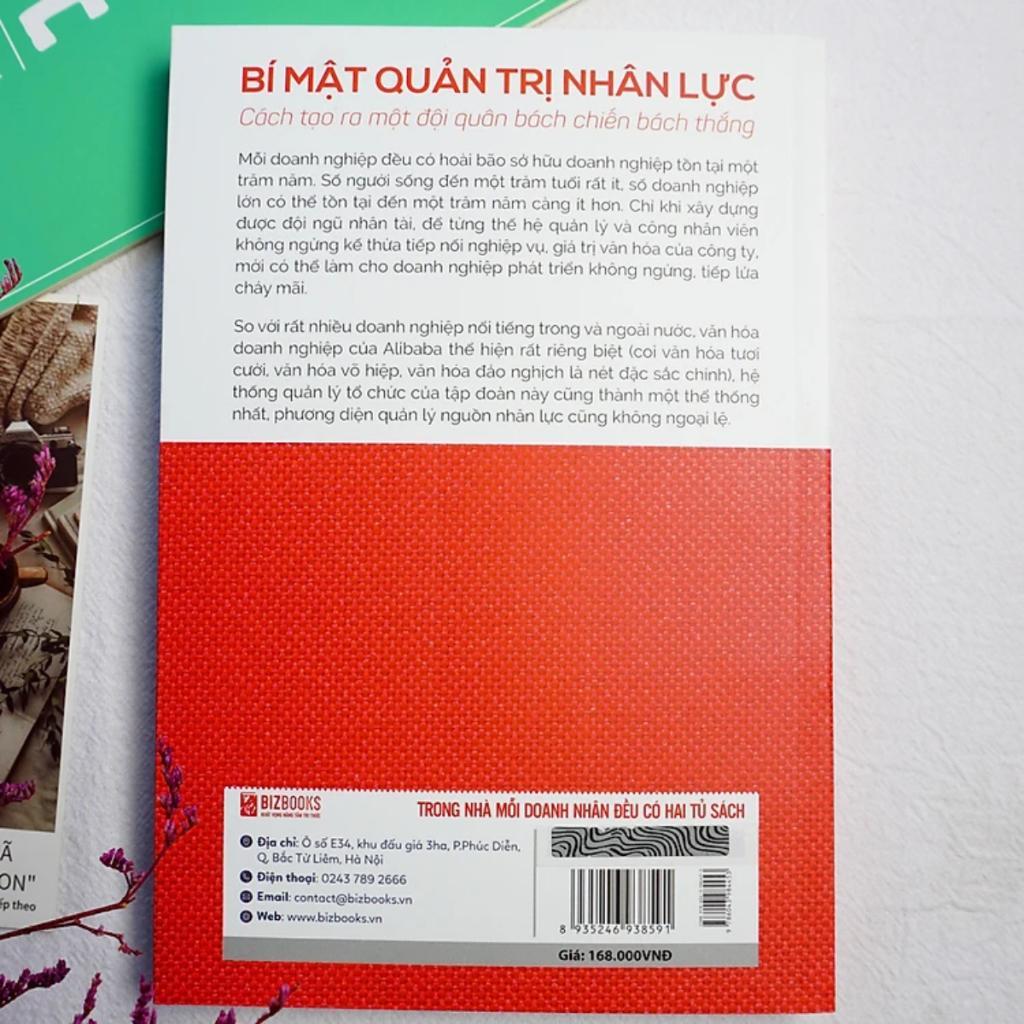 BÍ MẬT QUẢN TRỊ NHÂN LỰC
Cách tạo ra một đội quân bách chiến bách thắng
Mỗi doanh nghiệp đều có hoài bão sở hữu doanh nghiệp tồn tại một
trăm năm. Số người sống đến một trăm tuổi rất ít, số doanh nghiệp
lớn có thể tồn tại đến một trăm năm càng ít hơn. Chỉ khi xây dựng
được đội ngũ nhân tài, để từng thế hệ quản lý và công nhân viên
không ngừng kế thừa tiếp nối nghiệp vụ, giá trị văn hóa của công ty,
mới có thể làm cho doanh nghiệp phát triển không ngừng, tiếp lửa
cháy mãi.
So với rất nhiều doanh nghiệp nổi tiếng trong và ngoài nước, văn hóa
doanh nghiệp của Alibaba thể hiện rất riêng biệt (coi văn hóa tươi
cười, văn hóa võ hiệp, văn hóa đảo nghịch là nét đặc sắc chính), hệ
thống quản lý tổ chức của tập đoàn này cũng thành một thể thống
nhất, phương diện quản lý nguồn nhân lực cũng không ngoại lệ.
BIZBOOKS
KHÁT VỌNG NÂNG TẦM TRI THỨC
TRONG NHÀ MỖI DOANH NHÂN ĐỀU CÓ HAI TỦ SÁCH
Địa chỉ: Ô số E34, khu đấu giá 3ha, P.Phúc Diễn,
Q, Bắc Từ Liêm, Hà Nội
Điện thoại: 0243 789 2666
Email: contact@bizbooks.vn
Web: www.bizbooks.vn
8 935246 938591
Giá: 168.000VNĐ
Ã
ON"
ếp theo